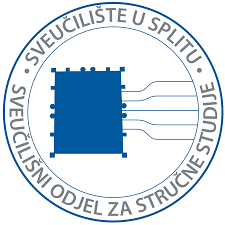 SVEUČILIŠTE U SPLITU
SVEUČILIŠNI ODJEL ZA STRUČNE STUDIJE